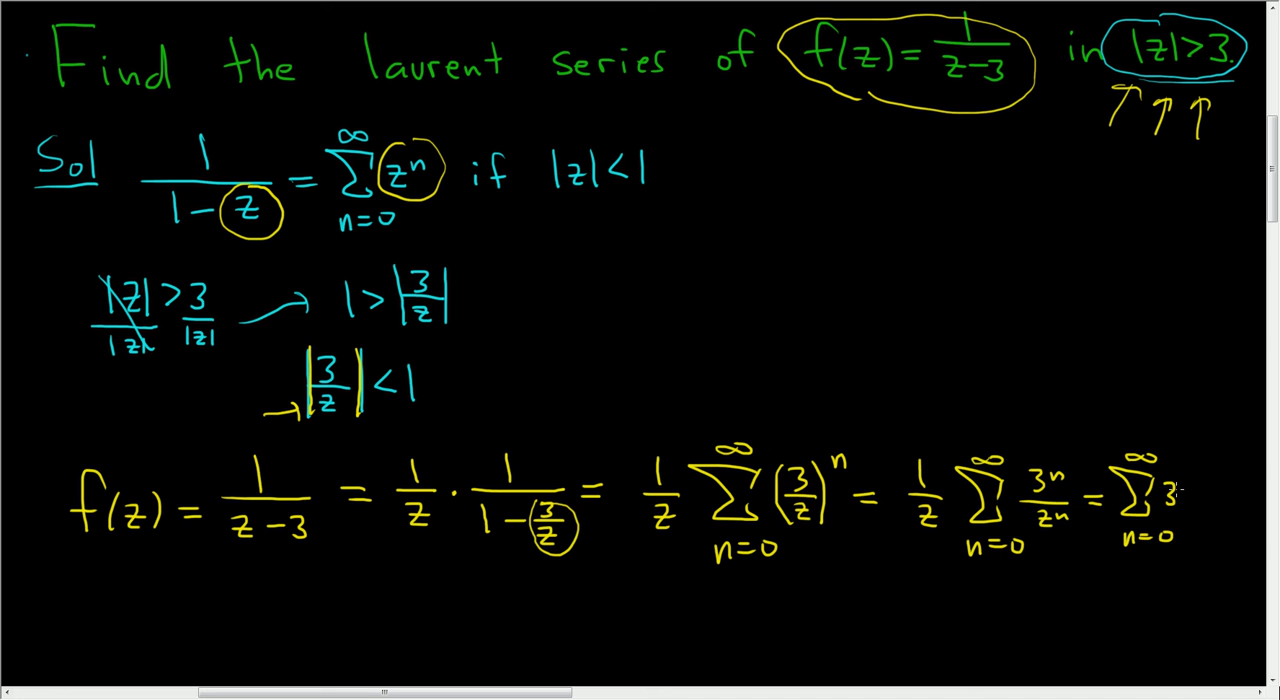 Find the laurent series of f(z) = 1/(z-3) in |z|>3.
Sol 1/(1-z) = ∑_{n=0}^{∞} z^n if |z|<1
|z|/|z| > 3/|z| → 1 > |3/z|
→ |3/z| < 1
f(z) = 1/(z-3) = 1/z · 1/(1-3/z) = 1/z ∑_{n=0}^{∞} (3/z)^n = 1/z ∑_{n=0}^{∞} 3^n/z^n = ∑_{n=0}^{∞} 3